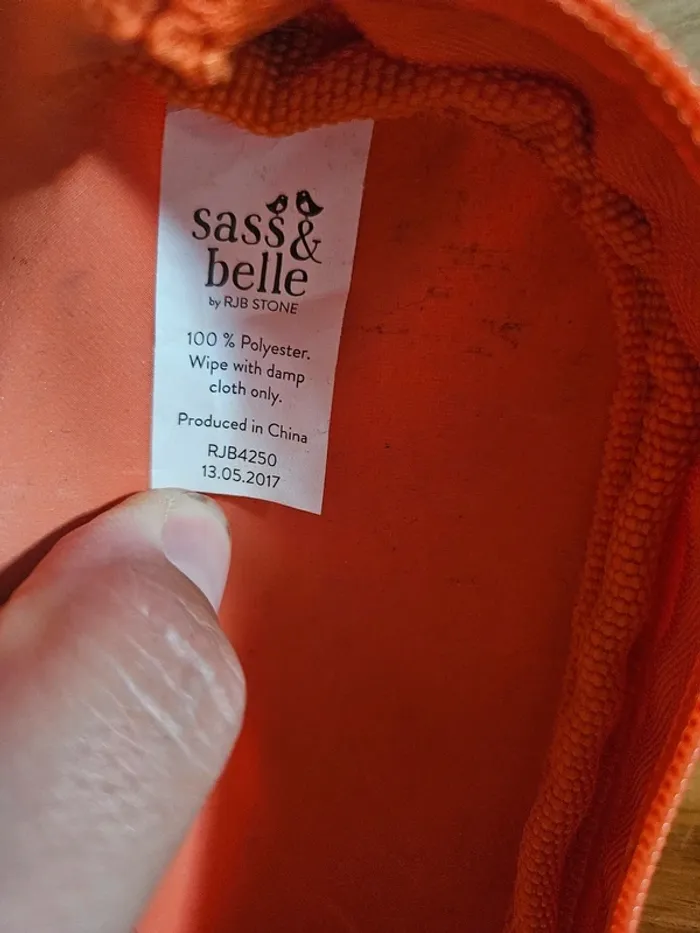 sass &
belle
by RJB STONE
100 % Polyester.
Wipe with damp
cloth only.
Produced in China
RJB4250
13.05.2017